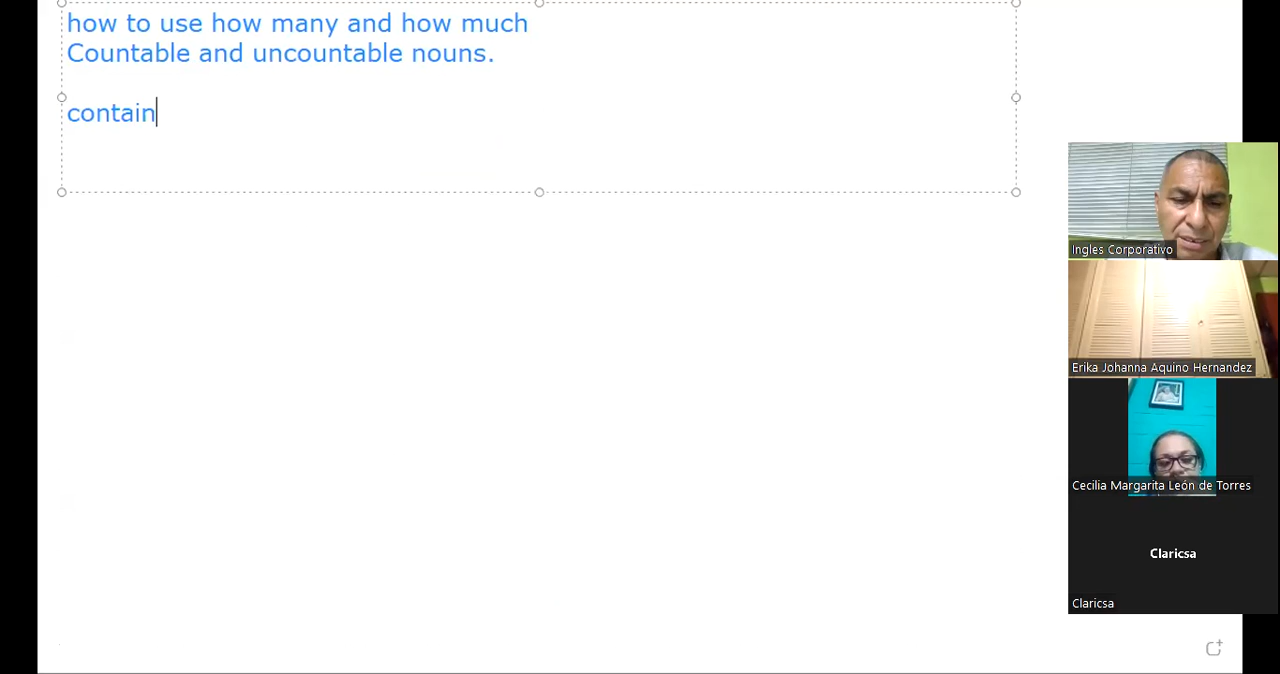 how to use how many and how much
Countable and uncountable nouns.
contain
Ingles Corporativo
Erika Johanna Aquino Hernandez
Cecilia Margarita León de Torres
Claricsa
Claricsa